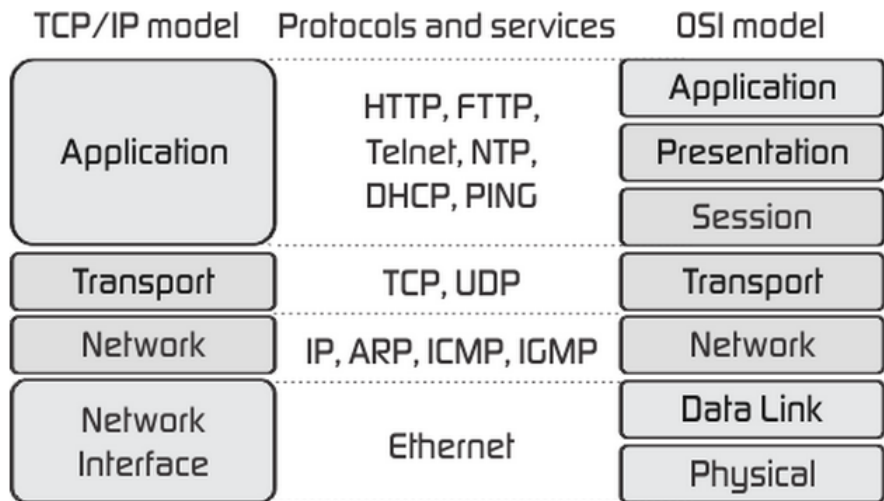 TCP/IP model
Protocols and services
OSI model
Application
HTTP, FTTP,
Telnet, NTP,
DHCP, PING
Application
Presentation
Session
Transport
TCP, UDP
Transport
Network
IP, ARP, ICMP, IGMP
Network
Network
Interface
Ethernet
Data Link
Physical